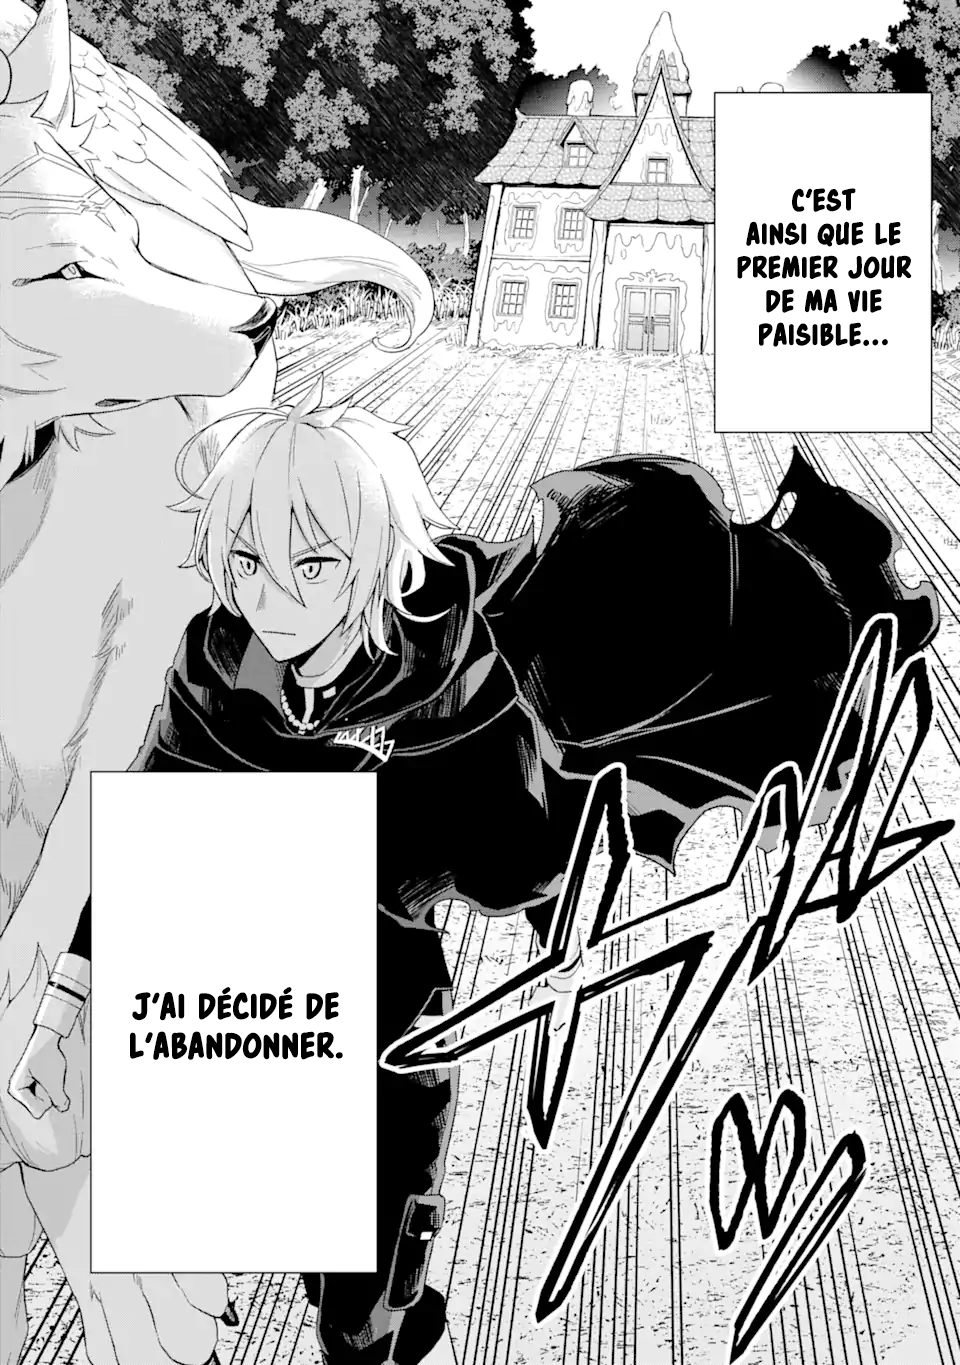 C'EST
AINSI QUE LE
PREMIER JOUR
DE MA VIE
PAISIBLE...
J'AI DÉCIDÉ DE
L'ABANDONNER.